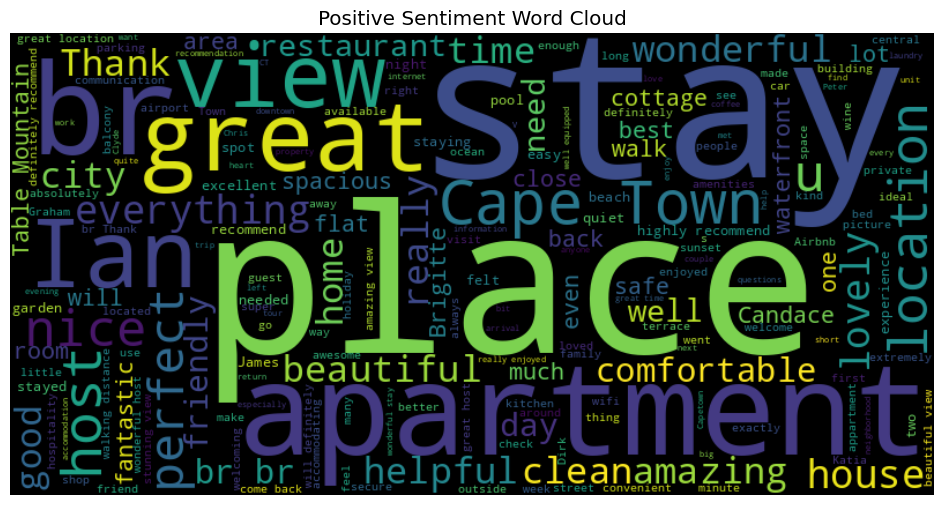 Positive Sentiment Word Cloud
great location
want
parking
area
restaurant
time
enough
long
wonderful
lot
central
recommendation
CT
Thank
view
night
internet
right
communication
stay
love
coffee
building
find
laundry
unit
made
car
Peter
br
great
need
pool
see
cottage
definitely
best
walk
people
met
well equipped
enjoy
space
wine
every
Table Mountain
definitely recommend
work
balcony
clyde
airport
Town
downtown
available
Chris
spot
heart
property
staying
ocean
easy
city
quite
absolutely
excellent
spacious
close
beach
amenities
waterfront
u
private
kind
ideal
location
Graham
everything
away
really
Cape Town
help
bed
picture
br Thank
recommend
flat
visit
back
quiet
highly recommend
s
sunset
Airbnb
lovely
experience
Ian
trip
home
holiday
amazing view
Brigitte
always
felt
information
even
safe
enjoyed
couple
anyone
questions
one
evening
will
guest
left
needed
super
tour
go
way
place
great time
well
terrace
went
next
welcome
Candace
short
garden
located
nice
perfect
friendly
James
awesome
loved
family
bit
arrival
room
little
stayed
use
return
beautiful
really enjoyed
much
comfortable
extremely
good
hospitality
accommodation
host
walking distance
wonderful host
fantastic
stunning view
make
especially
apartment
many
better
wonderful stay
great host
kitchen
around
day
check
wifi
thing
Capetown
exactly
first
appartment
two
neighborhood
shop
friend
br br
welcoming
come back
will definitely
accommodating
feel
secure
helpful
outside
week
Dirk
clean
street
convenient
amazing
big
minute
Katia
house
beautiful view